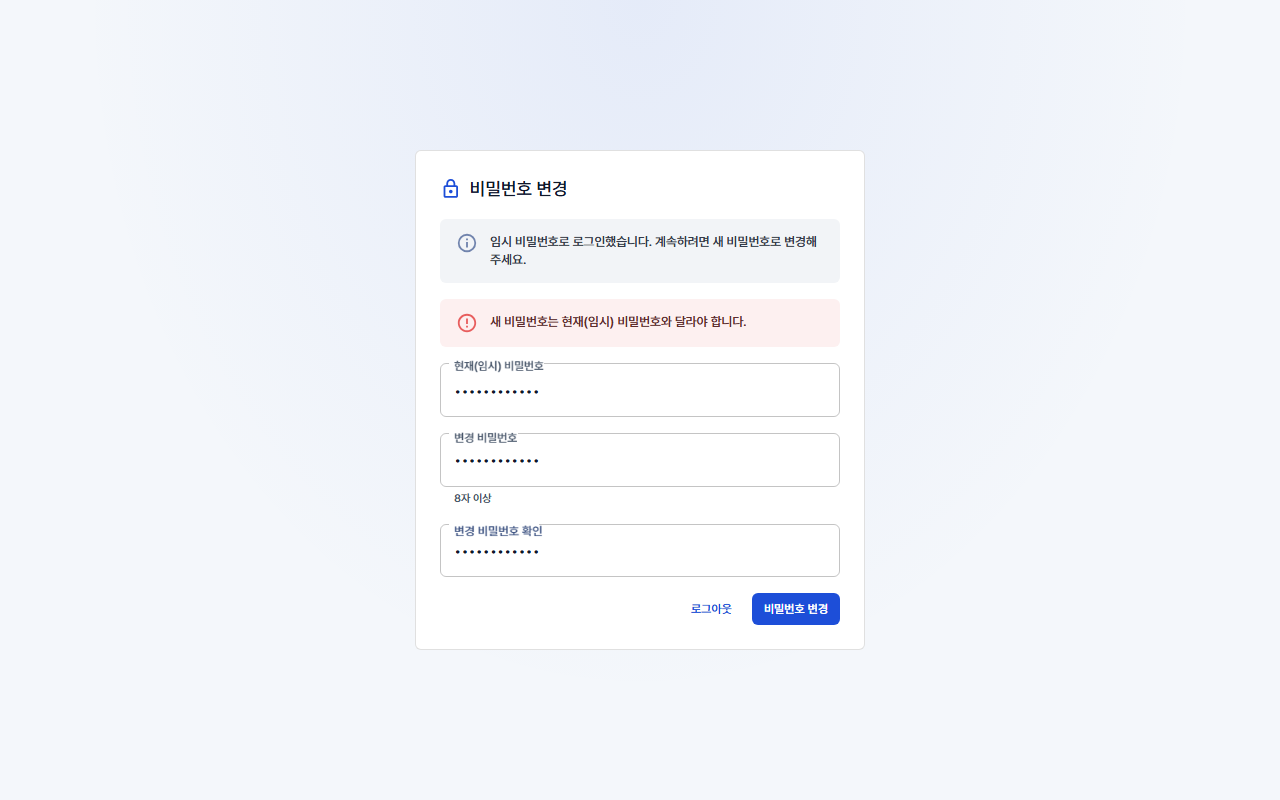 비밀번호 변경
임시 비밀번호로 로그인했습니다. 계속하려면 새 비밀번호로 변경해
주세요.
새 비밀번호는 현재(임시) 비밀번호와 달라야 합니다.
현재(임시) 비밀번호
••••••••••••
변경 비밀번호
••••••••••••
8자 이상
변경 비밀번호 확인
••••••••••••
로그아웃
비밀번호 변경